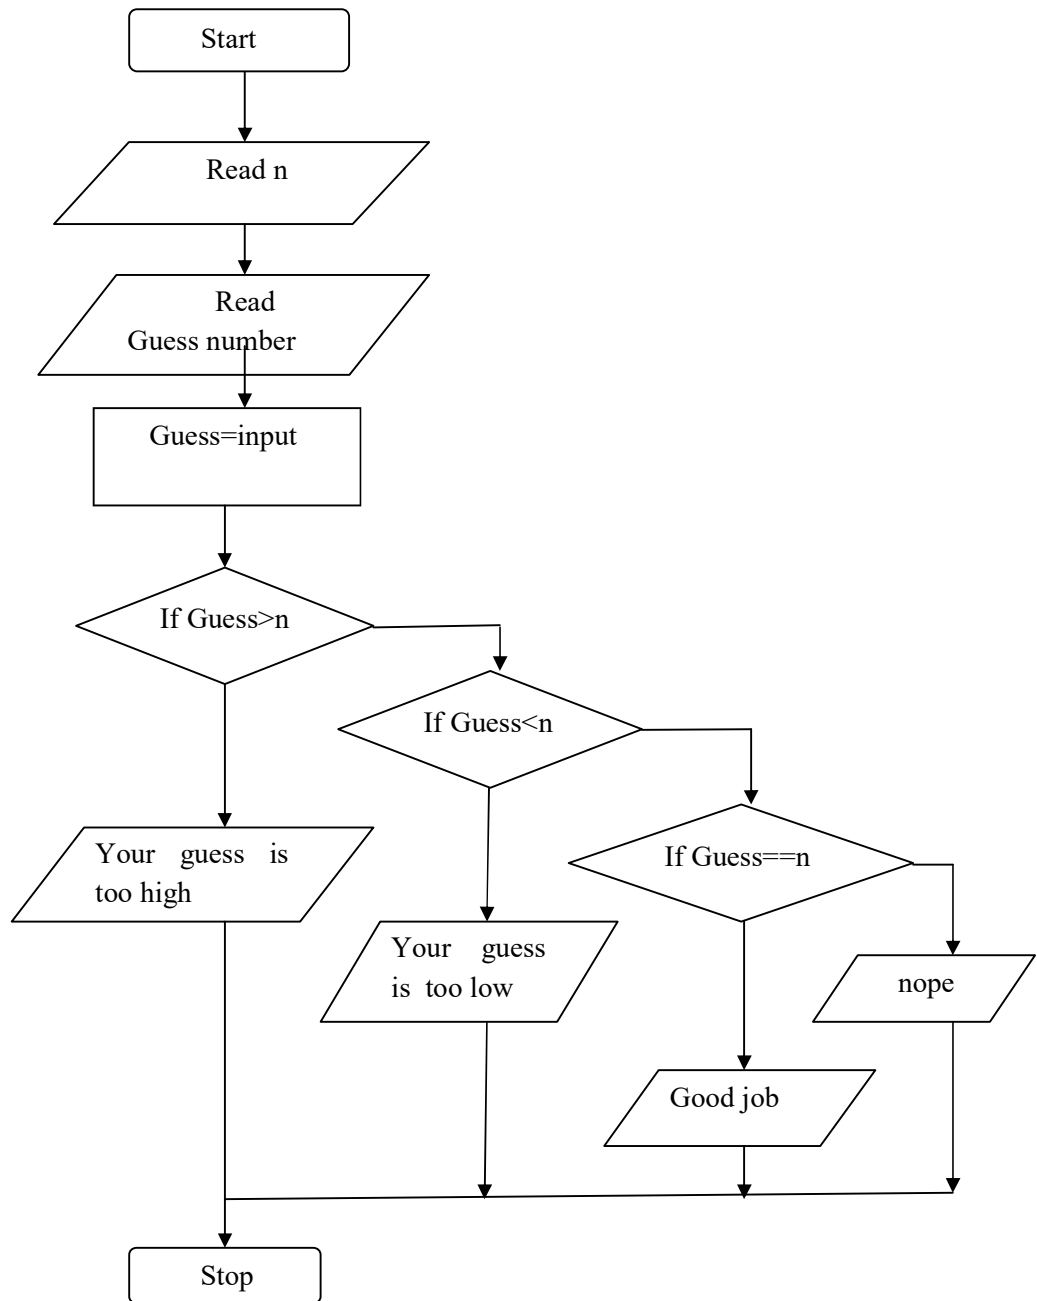 Start
Read n
Read
Guess number
Guess=input
If Guess>n
If Guess<n
If Guess==n
Your guess is
too high
Your guess
is too low
nope
Good job
Stop